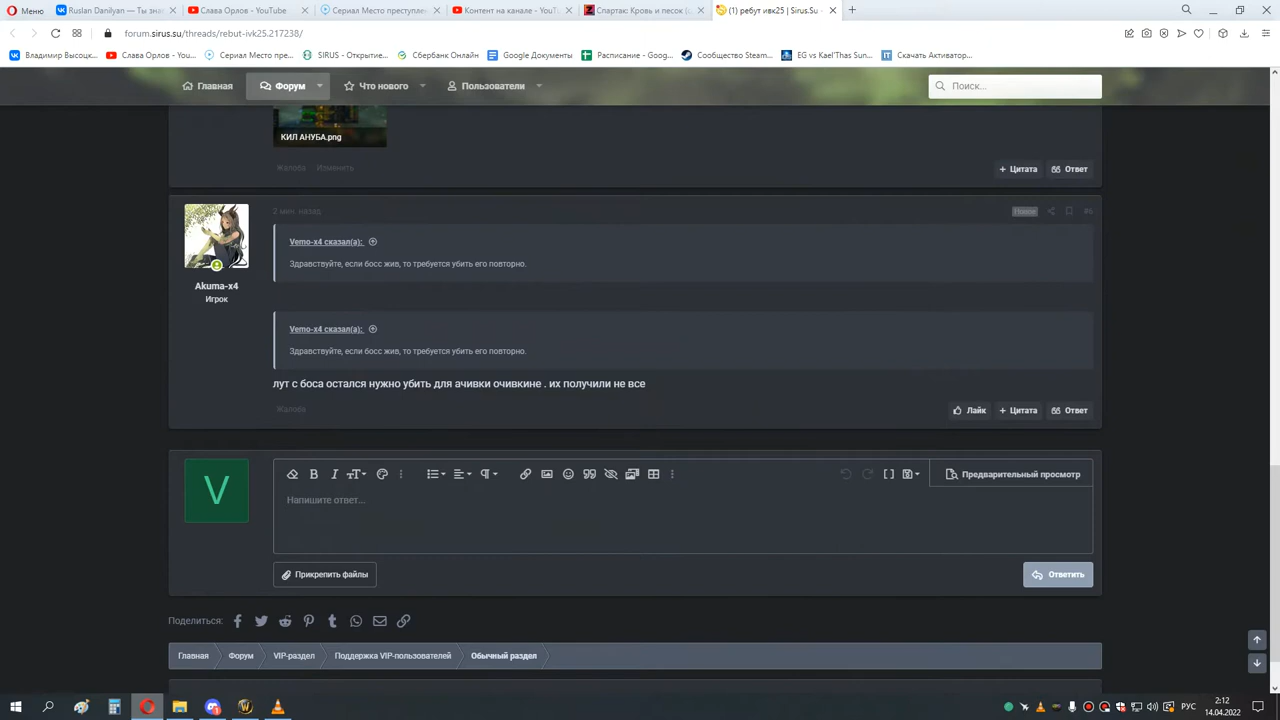 Меню
Ruslan Danilyan — Ты зна
Слава Орлов - YouTube
Сериал Место преступлен
Контент на канале - YouTu
Спартак: Кровь и песок (с
(1) ребут ивк25 | Sirus.Su -
forum.sirus.su/threads/rebut-ivk25.217238/
Владимир Высоцк...
Слава Орлов - You...
Сериал Место пре...
SIRUS - Открытие...
Сбербанк Онлайн
Google Документы
Расписание - Goog...
Сообщество Steam...
EG vs Kael'Thas Sun...
Скачать Активатор...
Главная
Форум
Что нового
Пользователи
Поиск...
КИЛ АНУБА.png
Жалоба Изменить
+ Цитата
Ответ
2 мин. назад
Новое
#6
Vemo-x4 сказал(а):
Здравствуйте, если босс жив, то требуется убить его повторно.
Akuma-x4
Игрок
Vemo-x4 сказал(а):
Здравствуйте, если босс жив, то требуется убить его повторно.
лут с боса остался нужно убить для ачивки очивкине . их получили не все
Жалоба
Лайк
+ Цитата
Ответ
V
Предварительный просмотр
Напишите ответ...
Прикрепить файлы
Ответить
Поделиться:
Главная
Форум
VIP-раздел
Поддержка VIP-пользователей
Обычный раздел
РУС
2:12
14.04.2022